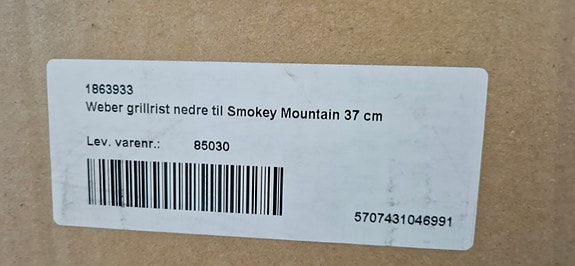 1863933
Weber grillrist nedre til Smokey Mountain 37 cm
Lev. varenr.: 85030
5707431046991